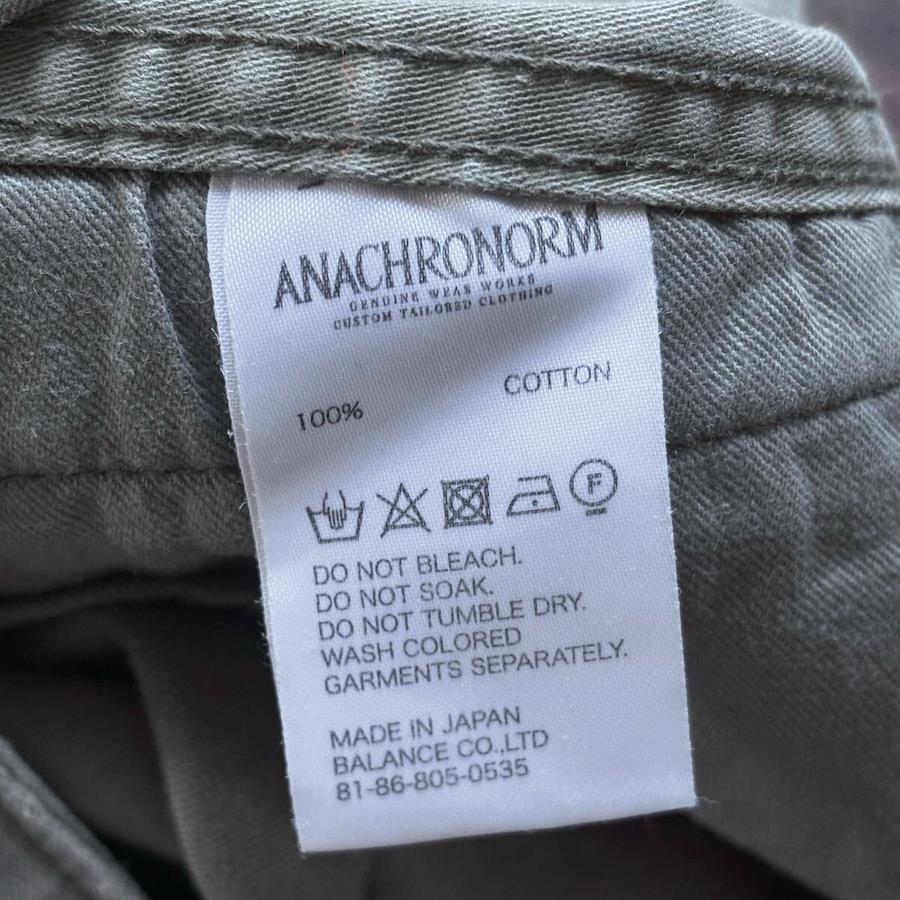 ANACHRONORM
GENUINE WEAR WORKS
CUSTOM TAILORED CLOTHING
COTTON
100%
F
DO NOT BLEACH.
DO NOT SOAK.
DO NOT TUMBLE DRY.
WASH COLORED
GARMENTS SEPARATELY.
MADE IN JAPAN
BALANCE CO.,LTD
81-86-805-0535